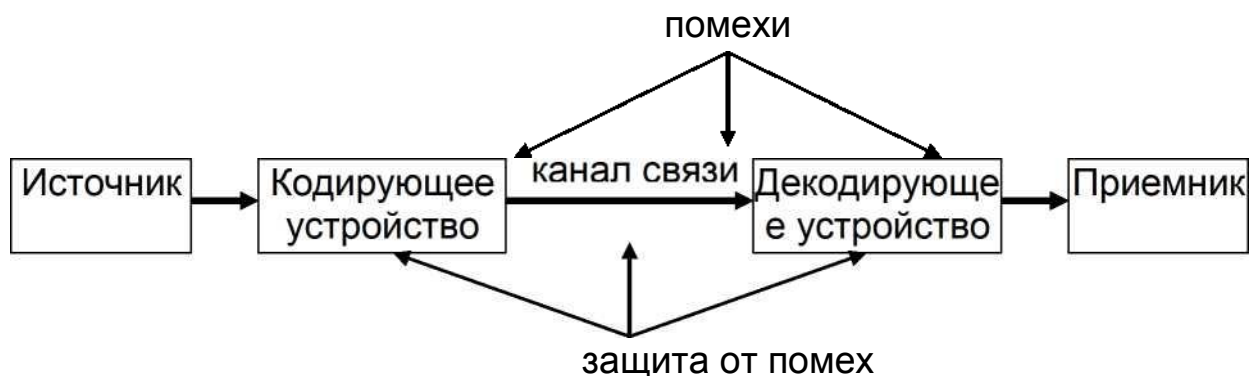 помехи
Источник
Кодирующее
устройство
канал связи
Декодирующе
е устройство
Приемник
защита от помех